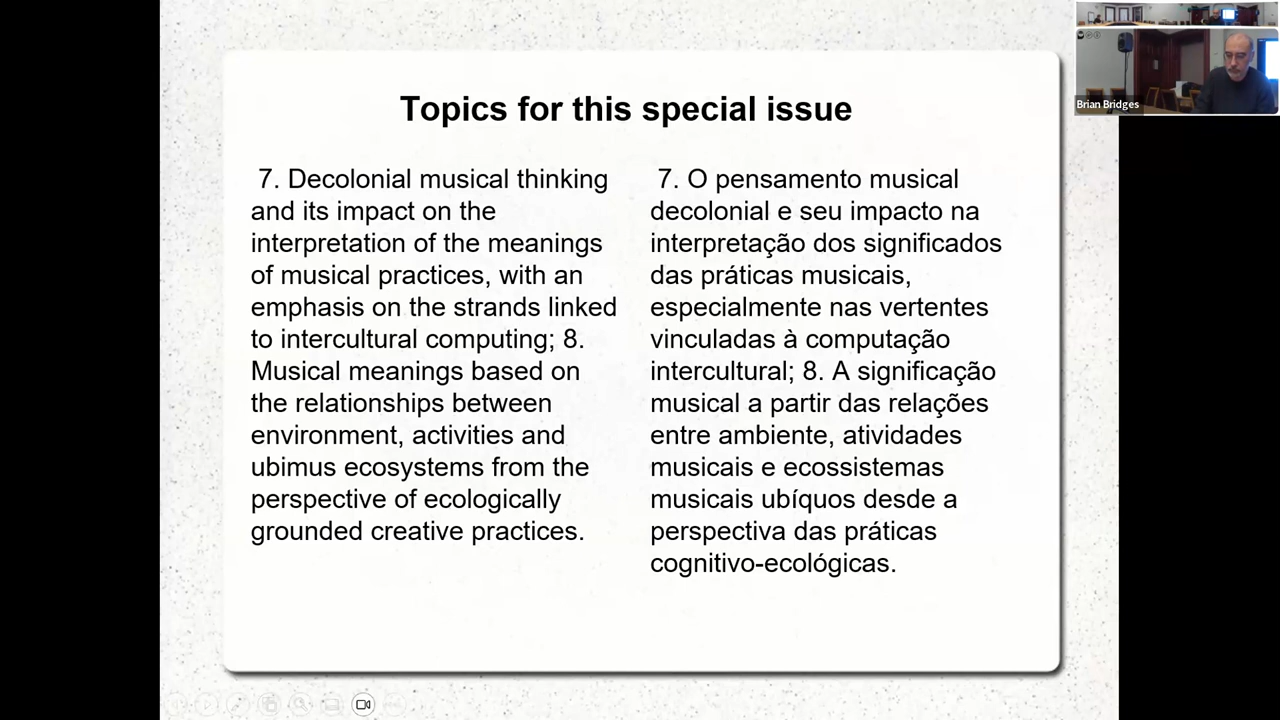 Topics for this special issue
7. Decolonial musical thinking
and its impact on the
interpretation of the meanings
of musical practices, with an
emphasis on the strands linked
to intercultural computing; 8.
Musical meanings based on
the relationships between
environment, activities and
ubimus ecosystems from the
perspective of ecologically
grounded creative practices.
7. O pensamento musical
decolonial e seu impacto na
interpretação dos significados
das práticas musicais,
especialmente nas vertentes
vinculadas à computação
intercultural; 8. A significação
musical a partir das relações
entre ambiente, atividades
musicais e ecossistemas
musicais ubíquos desde a
perspectiva das práticas
cognitivo-ecológicas.
Brian Bridges